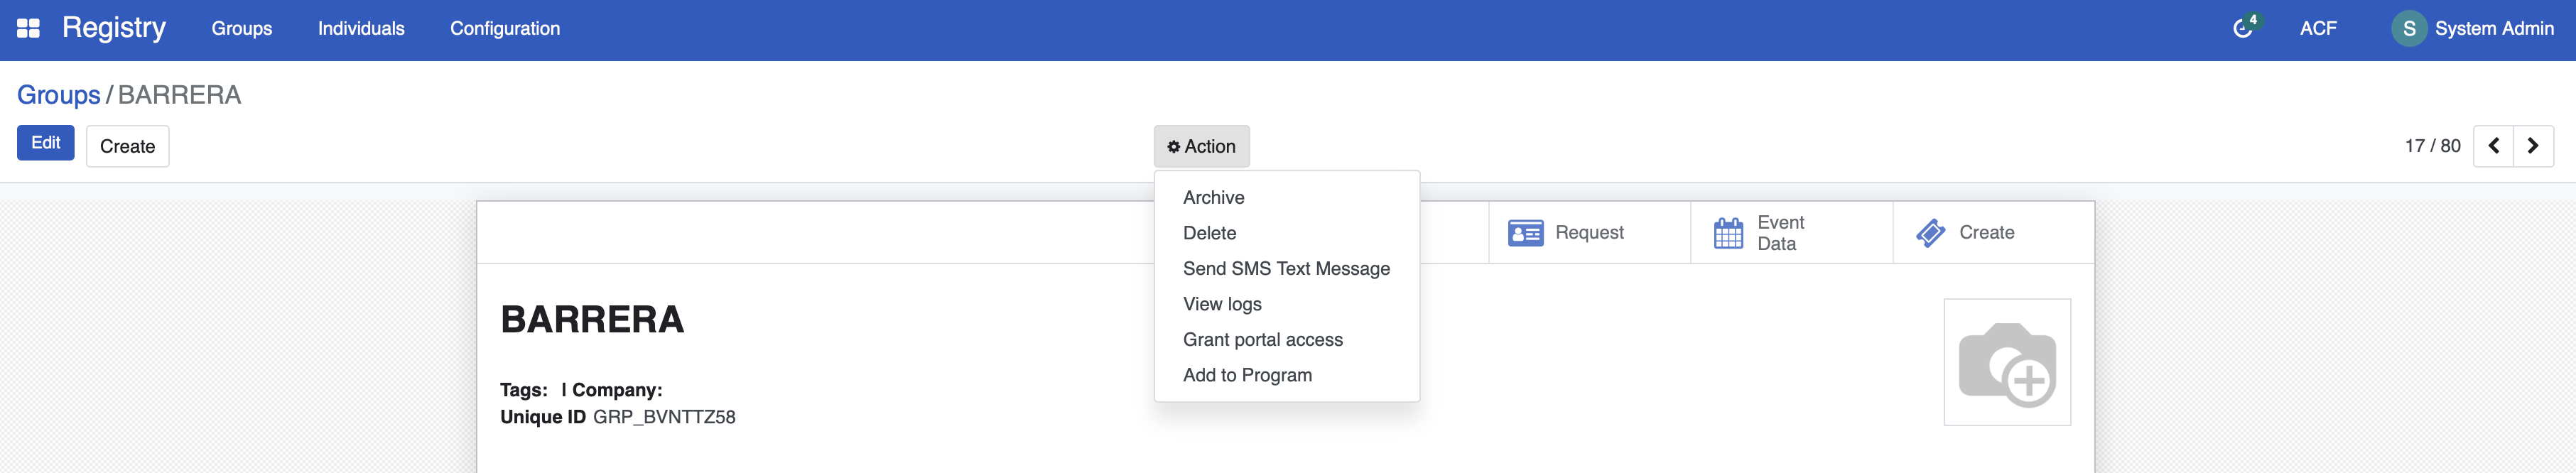 Registry Groups Individuals Configuration 4 ACF S System Admin
Groups / BARRERA
Edit Create Action 17 / 80
Archive
Delete
Send SMS Text Message
View logs
Grant portal access
Add to Program
Request
Event
Data
Create
BARRERA
Tags: | Company:
Unique ID GRP_BVNTTZ58